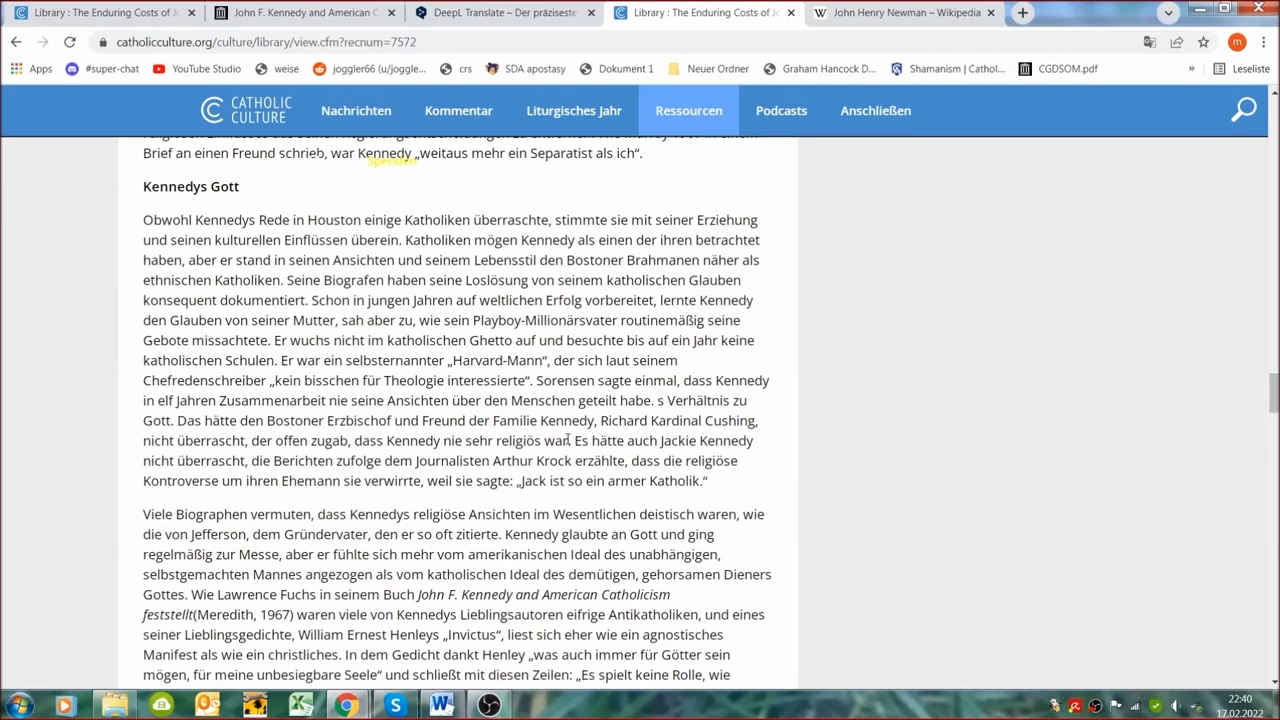 Library : The Enduring Costs of Jo
John F. Kennedy and American C
DeepL Translate – Der präziseste
Library : The Enduring Costs of Jo
John Henry Newman – Wikipedia
catholicculture.org/culture/library/view.cfm?recnum=7572
Apps
#super-chat
YouTube Studio
weise
joggler66 (u/joggle...
crs
SDA apostasy
Dokument 1
Neuer Ordner
Graham Hancock D...
Shamanism | Cathol...
CGDSOM.pdf
»
Leseliste
CATHOLIC CULTURE
Nachrichten
Kommentar
Liturgisches Jahr
Ressourcen
Podcasts
Anschließen
Brief an einen Freund schrieb, war Kennedy „weitaus mehr ein Separatist als ich“.
Spenden
Kennedys Gott
Obwohl Kennedys Rede in Houston einige Katholiken überraschte, stimmte sie mit seiner Erziehung
und seinen kulturellen Einflüssen überein. Katholiken mögen Kennedy als einen der ihren betrachtet
haben, aber er stand in seinen Ansichten und seinem Lebensstil den Bostoner Brahmanen näher als
ethnischen Katholiken. Seine Biografen haben seine Loslösung von seinem katholischen Glauben
konsequent dokumentiert. Schon in jungen Jahren auf weltlichen Erfolg vorbereitet, lernte Kennedy
den Glauben von seiner Mutter, sah aber zu, wie sein Playboy-Millionärsvater routinemäßig seine
Gebote missachtete. Er wuchs nicht im katholischen Ghetto auf und besuchte bis auf ein Jahr keine
katholischen Schulen. Er war ein selbsternannter „Harvard-Mann“, der sich laut seinem
Chefredenschreiber „kein bisschen für Theologie interessierte“. Sorensen sagte einmal, dass Kennedy
in elf Jahren Zusammenarbeit nie seine Ansichten über den Menschen geteilt habe. s Verhältnis zu
Gott. Das hätte den Bostoner Erzbischof und Freund der Familie Kennedy, Richard Kardinal Cushing,
nicht überrascht, der offen zugab, dass Kennedy nie sehr religiös war. Es hätte auch Jackie Kennedy
nicht überrascht, die Berichten zufolge dem Journalisten Arthur Krock erzählte, dass die religiöse
Kontroverse um ihren Ehemann sie verwirrte, weil sie sagte: „Jack ist so ein armer Katholik.“
Viele Biographen vermuten, dass Kennedys religiöse Ansichten im Wesentlichen deistisch waren, wie
die von Jefferson, dem Gründervater, den er so oft zitierte. Kennedy glaubte an Gott und ging
regelmäßig zur Messe, aber er fühlte sich mehr vom amerikanischen Ideal des unabhängigen,
selbstgemachten Mannes angezogen als vom katholischen Ideal des demütigen, gehorsamen Dieners
Gottes. Wie Lawrence Fuchs in seinem Buch John F. Kennedy and American Catholicism
feststellt(Meredith, 1967) waren viele von Kennedys Lieblingsautoren eifrige Antikatholiken, und eines
seiner Lieblingsgedichte, William Ernest Henleys „Invictus“, liest sich eher wie ein agnostisches
Manifest als wie ein christliches. In dem Gedicht dankt Henley „was auch immer für Götter sein
mögen, für meine unbesiegbare Seele“ und schließt mit diesen Zeilen: „Es spielt keine Rolle, wie
22:40
17.02.2022